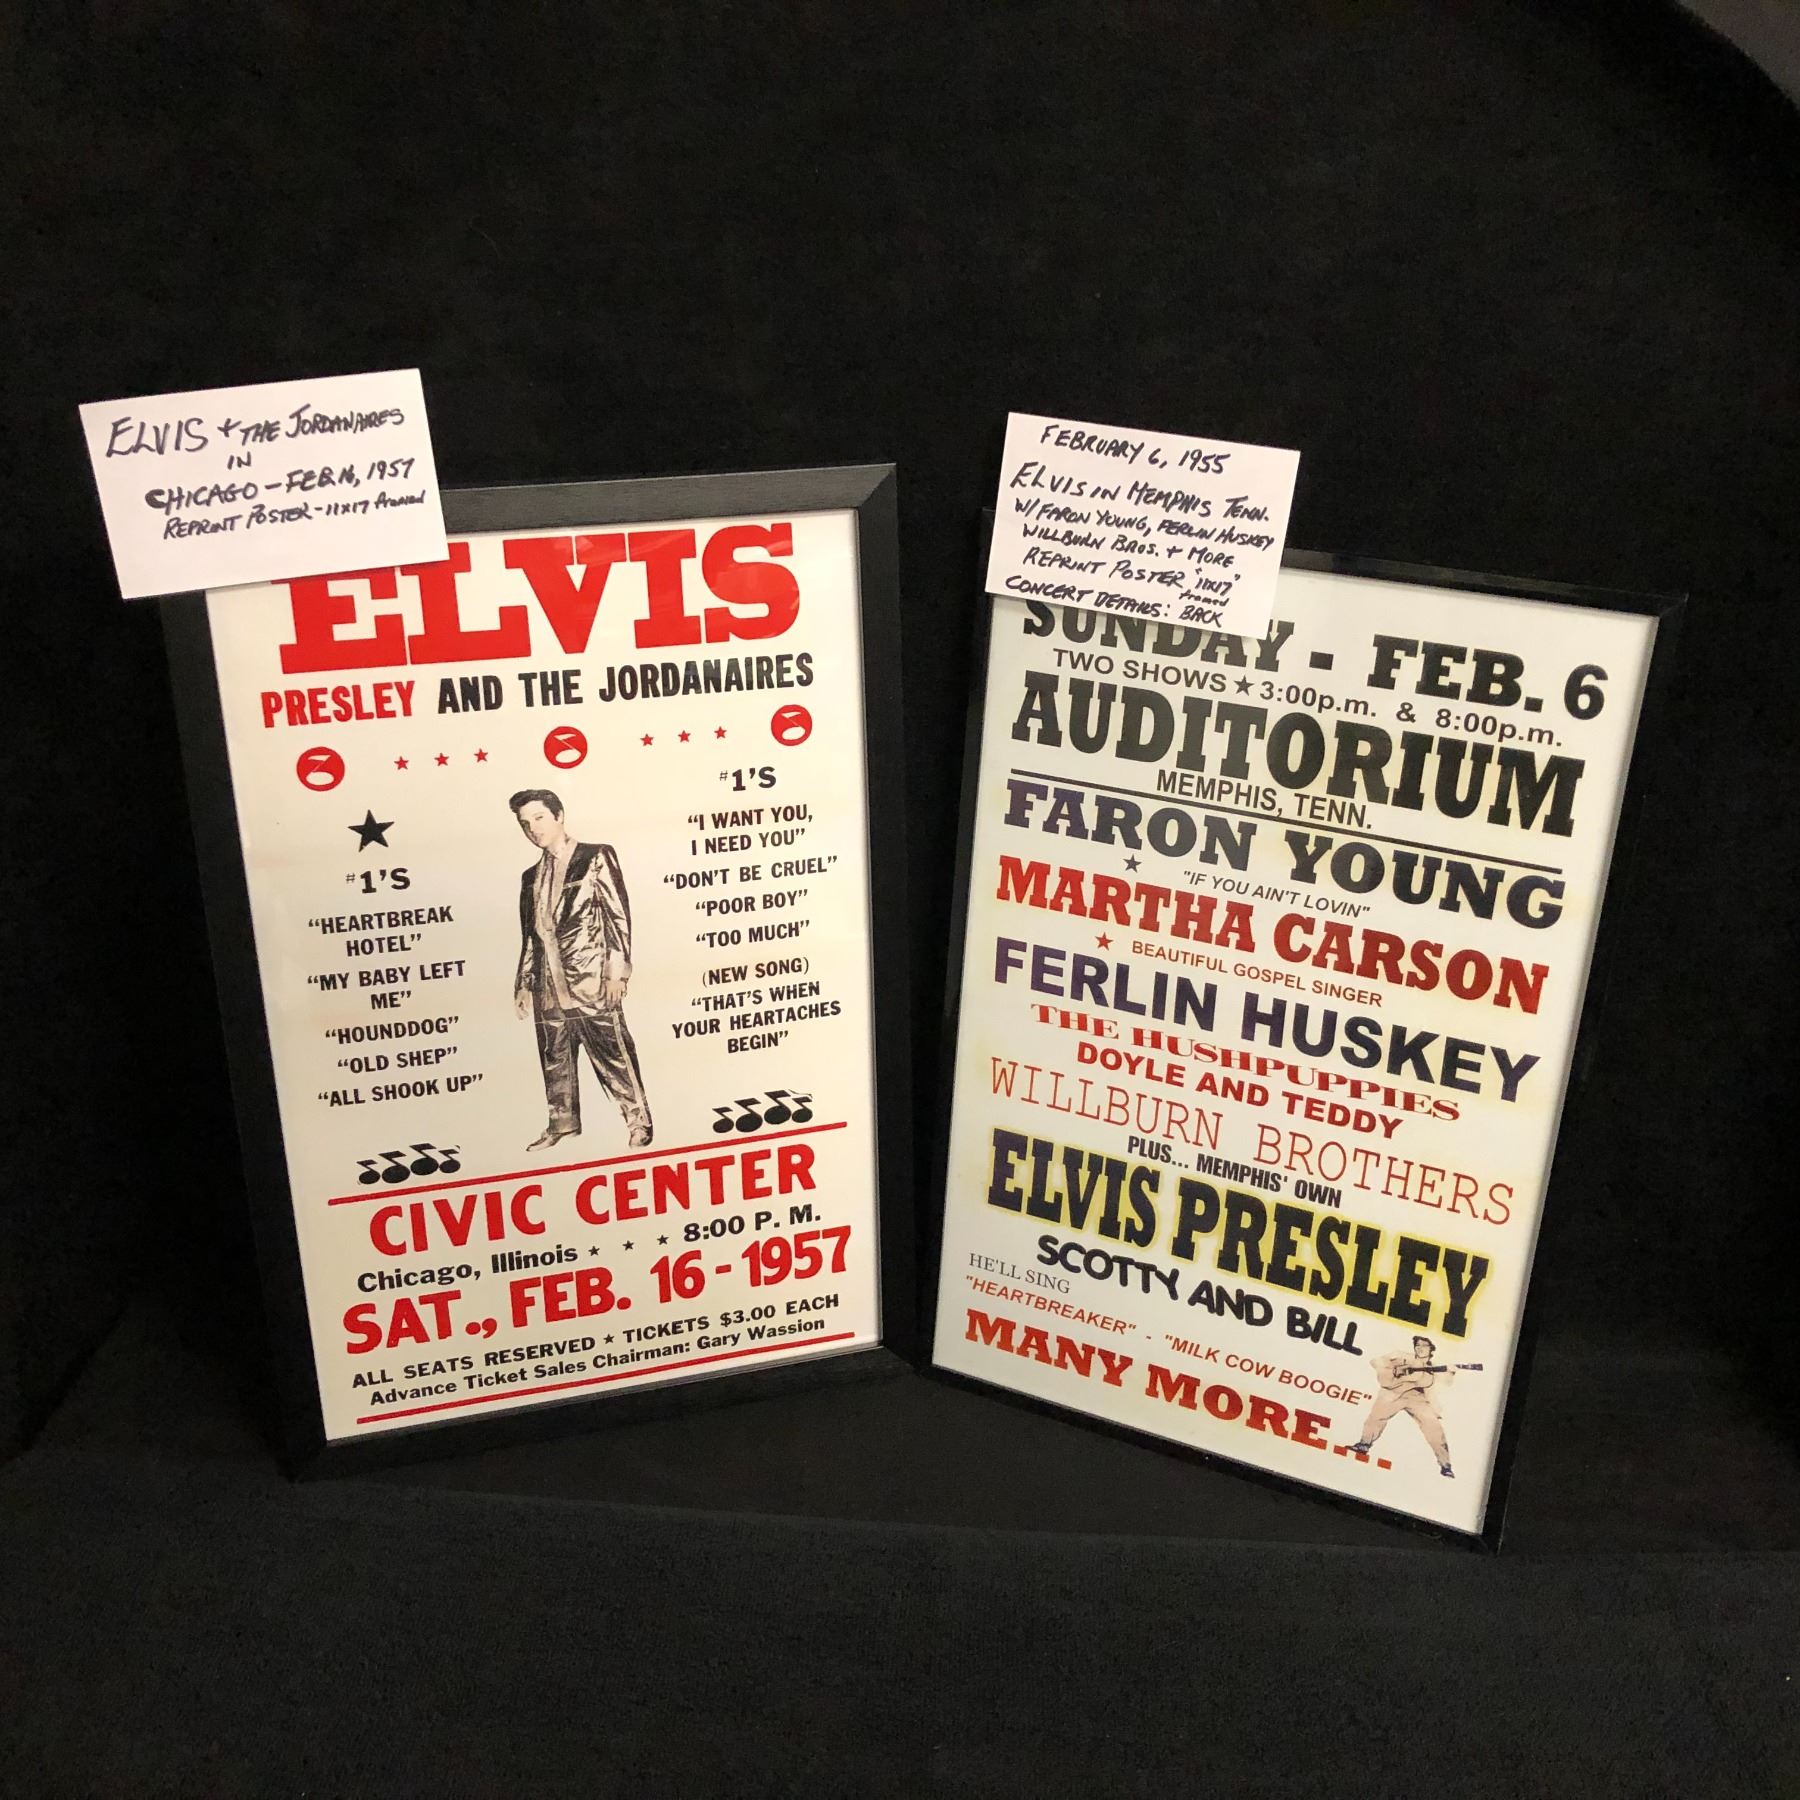 ELVIS + THE JORDANAIRES
IN
CHICAGO - FEB 16, 1957
REPRINT POSTER - 11X17 framed
ELVIS
PRESLEY AND THE JORDANAIRES
★
#1'S
"HEARTBREAK
HOTEL"
"MY BABY LEFT
ME"
"HOUNDDOG"
"OLD SHEP"
"ALL SHOOK UP"
#1'S
"I WANT YOU,
I NEED YOU"
"DON'T BE CRUEL"
"POOR BOY"
"TOO MUCH"
(NEW SONG)
"THAT'S WHEN
YOUR HEARTACHES
BEGIN"
CIVIC CENTER
Chicago, Illinois ★ ★ ★ 8:00 P. M.
SAT., FEB. 16 - 1957
ALL SEATS RESERVED ★ TICKETS $3.00 EACH
Advance Ticket Sales Chairman: Gary Wassion
FEBRUARY 6, 1955
ELVIS IN MEMPHIS TENN.
W/ FARON YOUNG, FERLIN HUSKEY
WILLBURN BROS. + MORE
REPRINT POSTER "11X17"
framed
CONCERT DETAILS: BACK
SUNDAY - FEB. 6
TWO SHOWS ★ 3:00p.m. & 8:00p.m.
AUDITORIUM
MEMPHIS, TENN.
FARON YOUNG
★ "IF YOU AIN'T LOVIN"
MARTHA CARSON
★ BEAUTIFUL GOSPEL SINGER
FERLIN HUSKEY
THE HUSHPUPPIES
DOYLE AND TEDDY
WILLBURN BROTHERS
PLUS... MEMPHIS' OWN
ELVIS PRESLEY
SCOTTY AND BILL
HE'LL SING
"HEARTBREAKER" - "MILK COW BOOGIE"
MANY MORE....